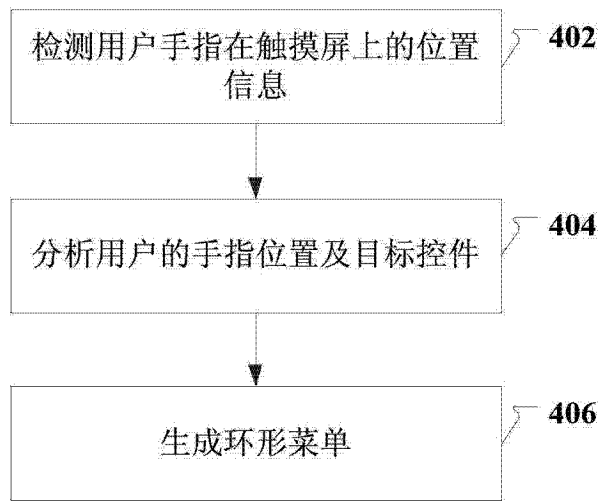 检测用户手指在触摸屏上的位置
信息
402
分析用户的手指位置及目标控件
404
生成环形菜单
406